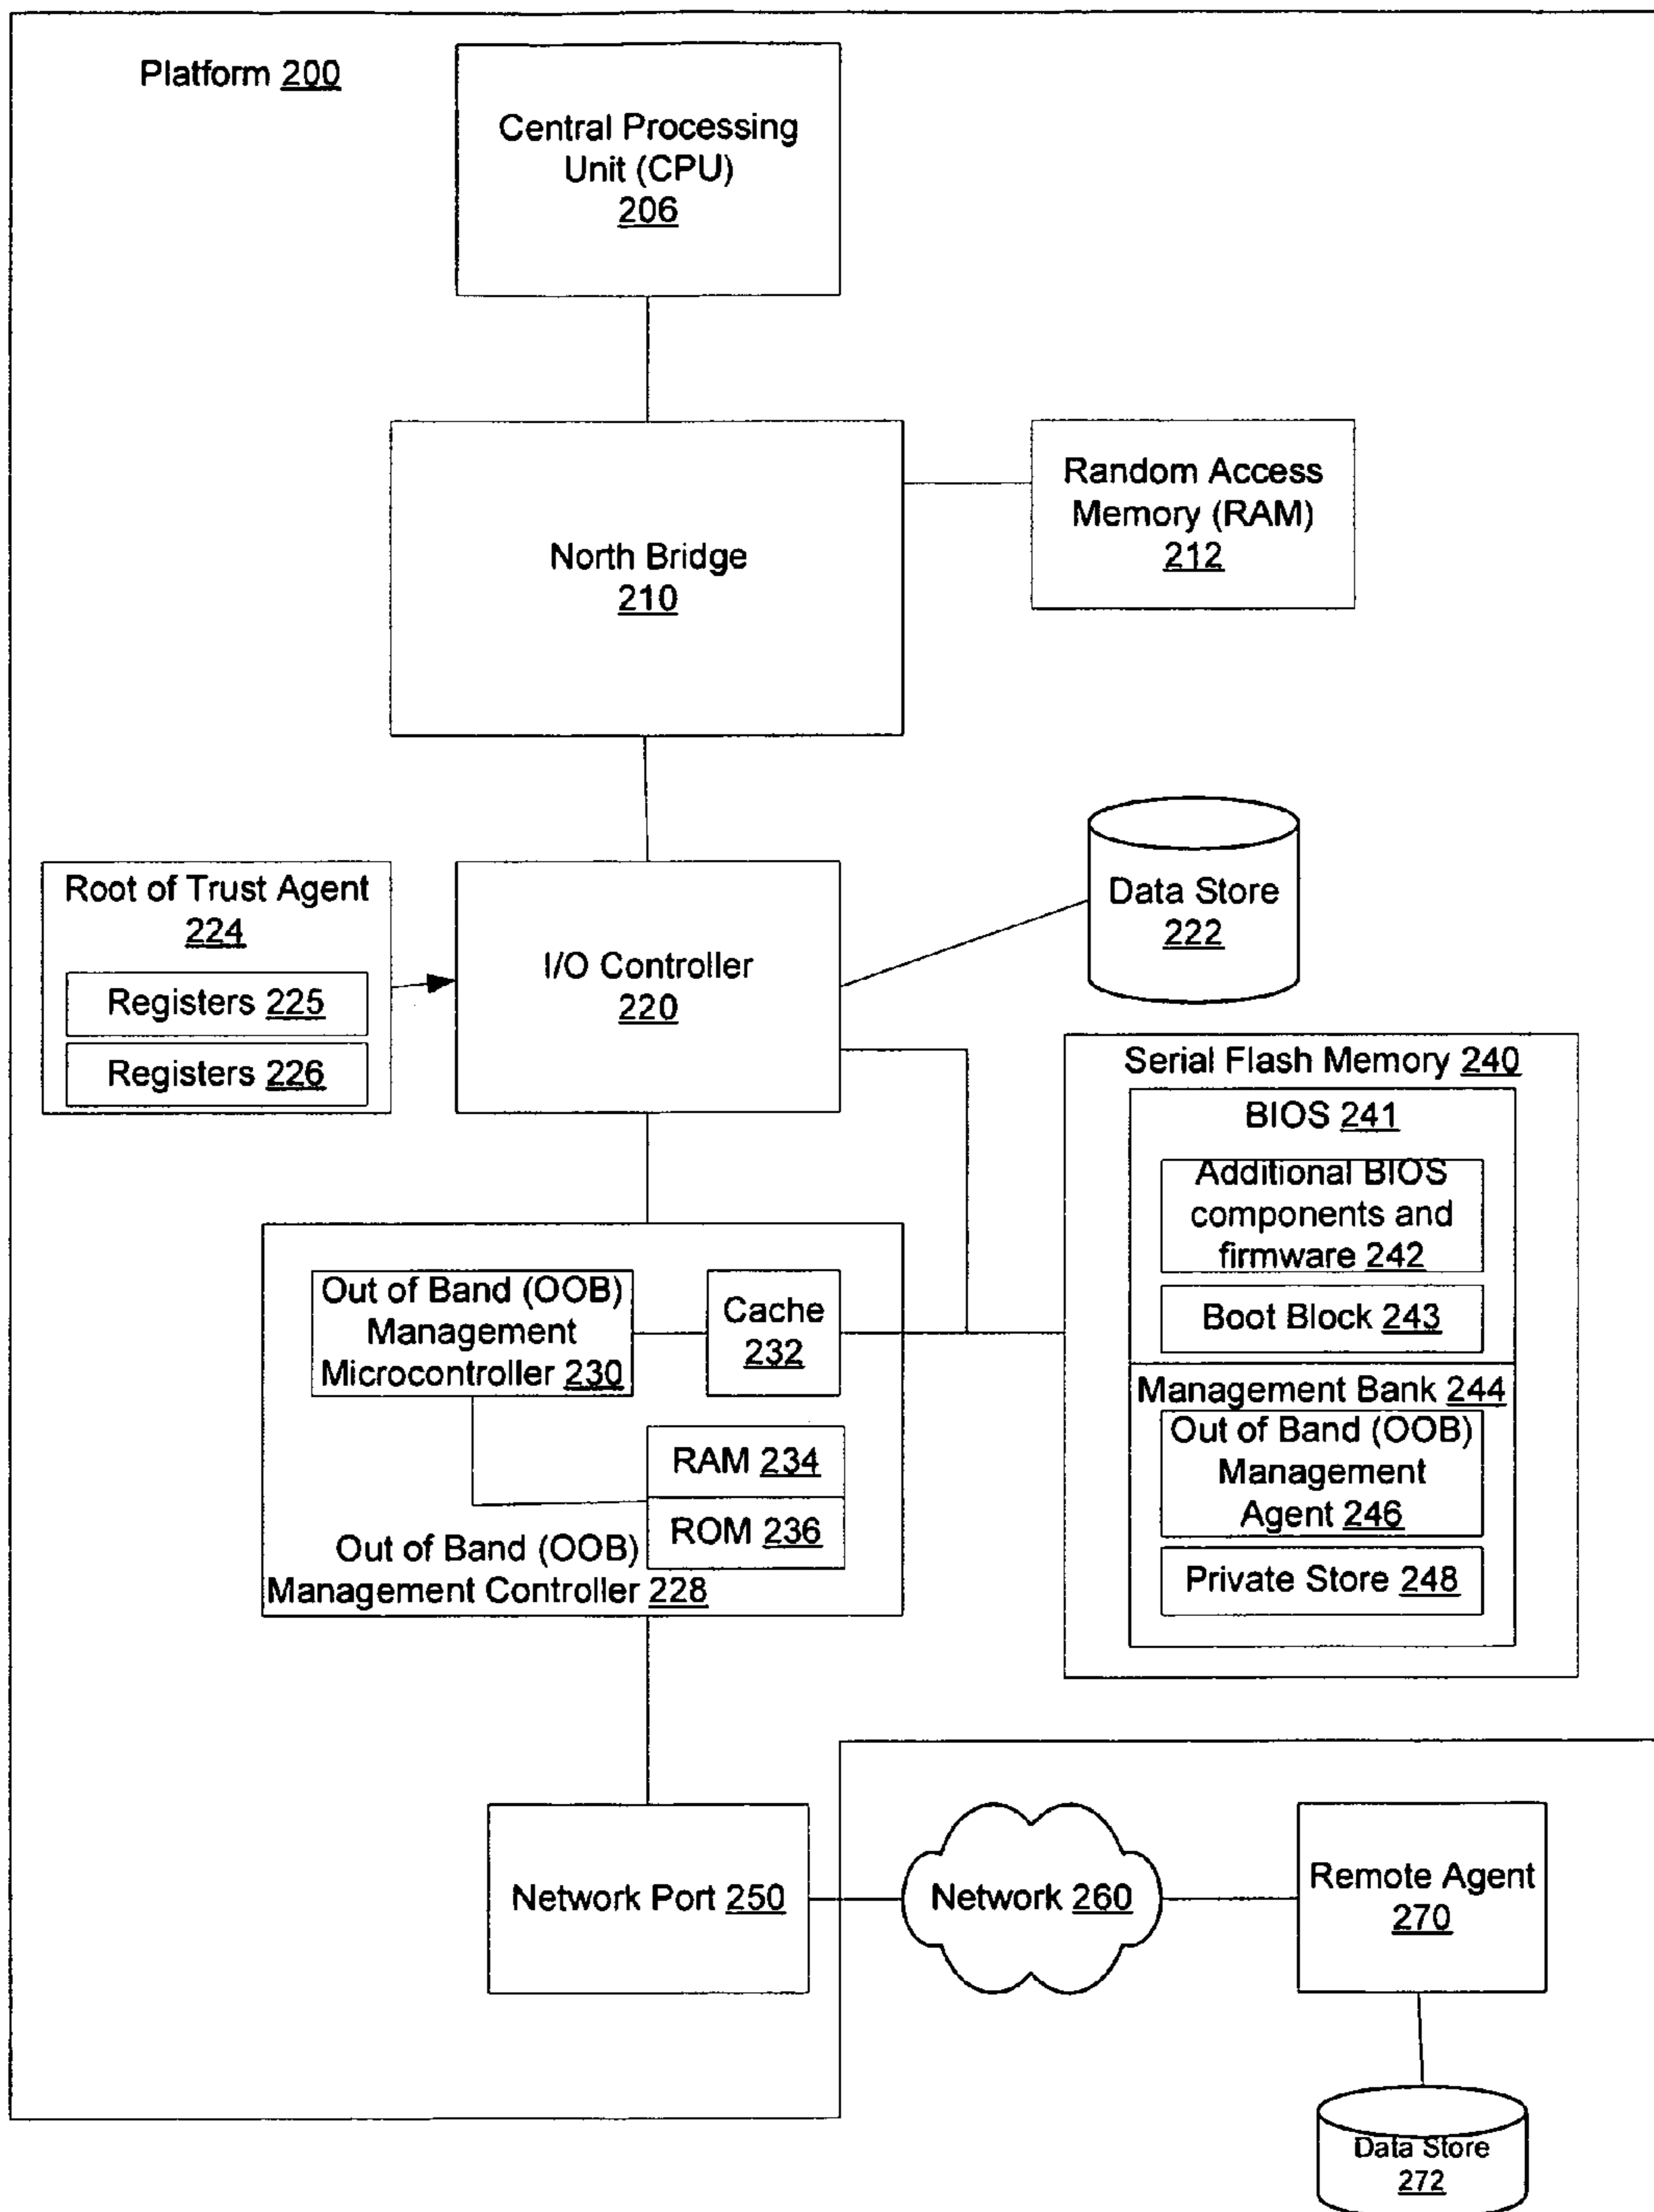 Platform 200
Central Processing
Unit (CPU)
206
North Bridge
210
Random Access
Memory (RAM)
212
Root of Trust Agent
224
Registers 225
Registers 226
I/O Controller
220
Data Store
222
Serial Flash Memory 240
BIOS 241
Additional BIOS
components and
firmware 242
Boot Block 243
Management Bank 244
Out of Band (OOB)
Management
Agent 246
Private Store 248
Out of Band (OOB)
Management
Microcontroller 230
Cache
232
RAM 234
ROM 236
Out of Band (OOB)
Management Controller 228
Network Port 250
Network 260
Remote Agent
270
Data Store
272